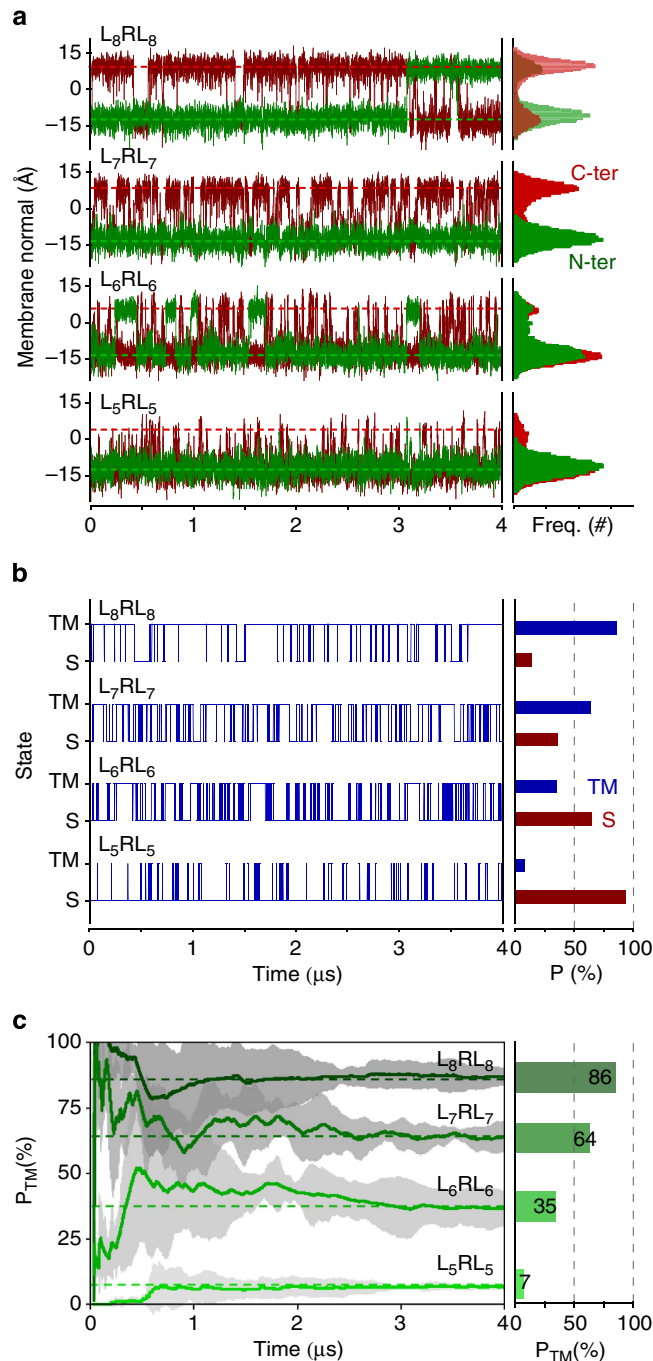 a
L₈RL₈
15
0
−15
L₇RL₇
15
0
−15
C-ter
N-ter
L₆RL₆
15
0
−15
L₅RL₅
15
0
−15
Membrane normal (Å)
0 1 2 3 4
Freq. (#)
b
L₈RL₈
TM
S
L₇RL₇
TM
S
L₆RL₆
TM
S
TM
S
L₅RL₅
TM
S
State
0 1 2 3 4
Time (μs)
0 50 100
P (%)
c
100
75
50
25
0
P_TM(%)
L₈RL₈
L₇RL₇
L₆RL₆
L₅RL₅
86
64
35
7
0 1 2 3 4
Time (μs)
0 50 100
P_TM(%)